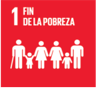 1 FIN
DE LA POBREZA